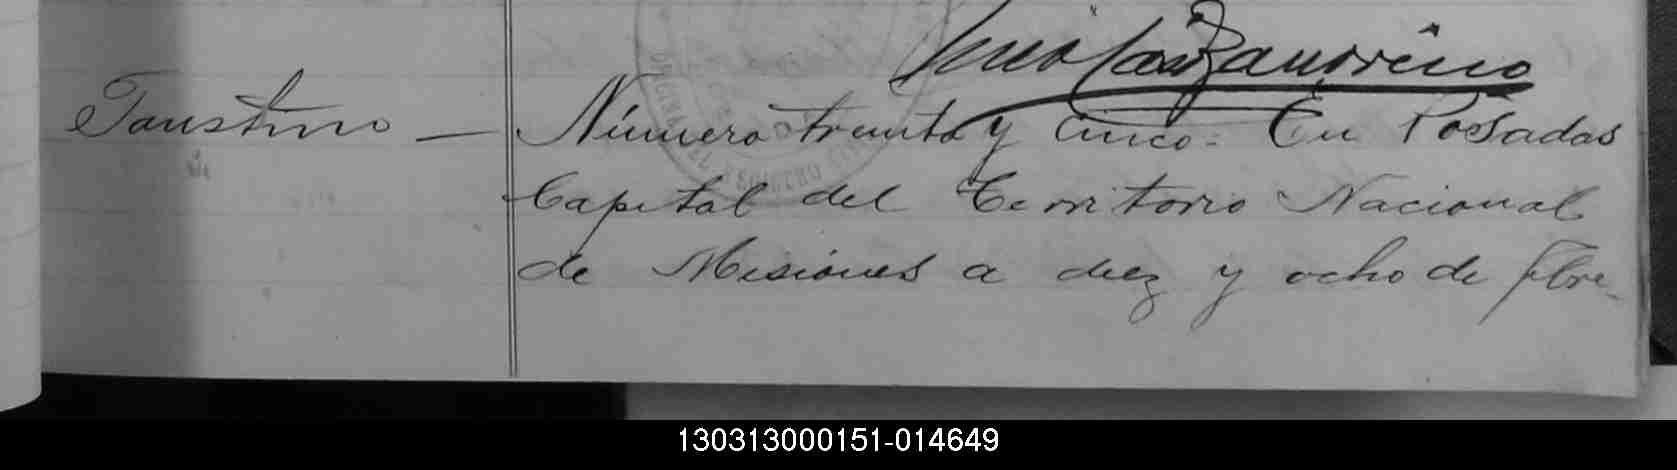 Faustino — Número treinta y cinco: En Posadas
Capital del Territorio Nacional
de Misiones a diez y ocho de Fbre-
130313000151-014649